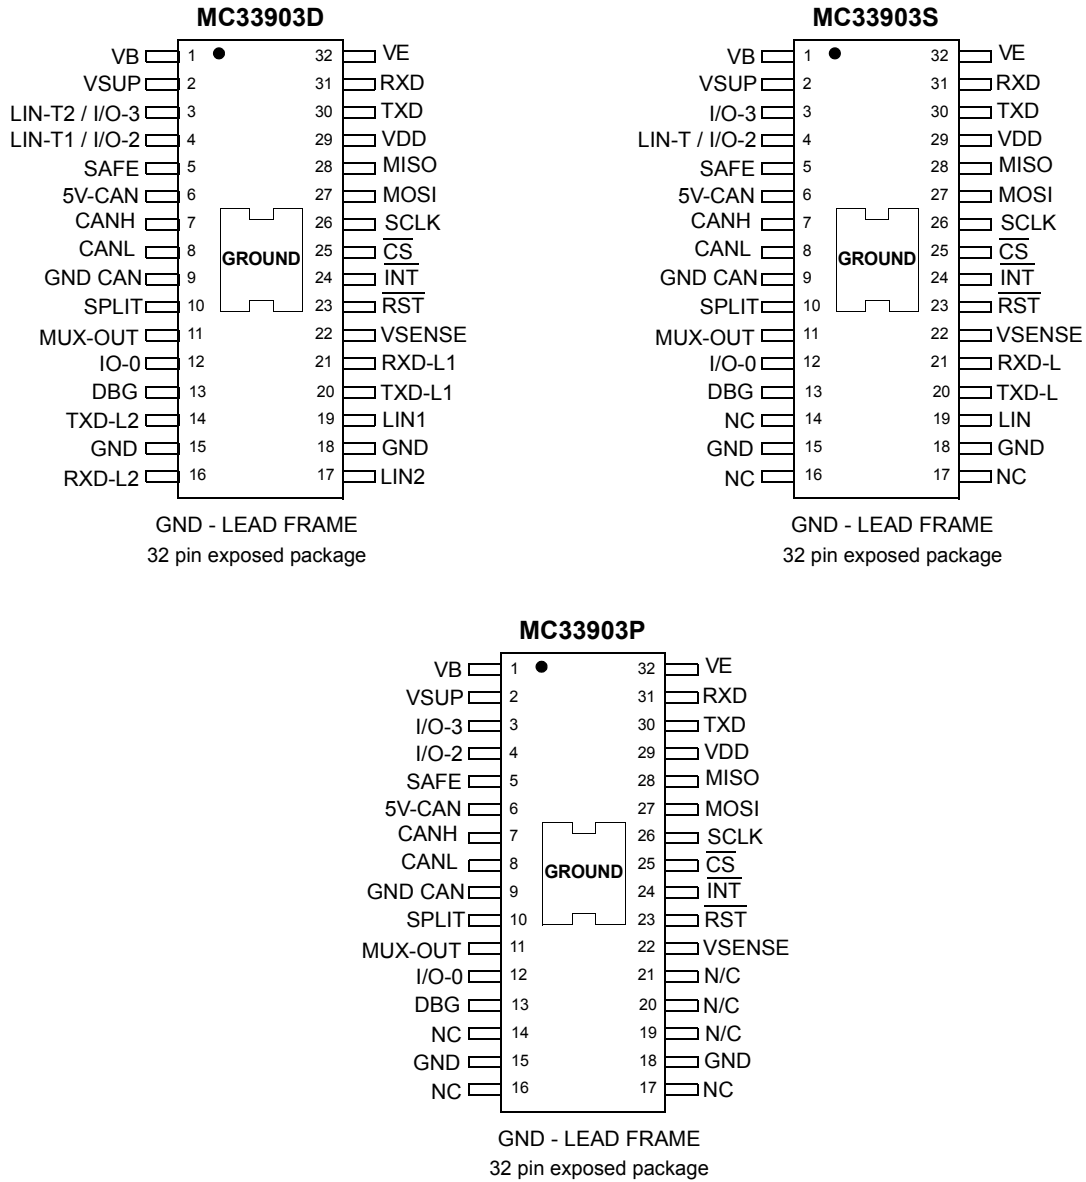 MC33903D
VB 1 32 VE
VSUP 2 31 RXD
LIN-T2 / I/O-3 3 30 TXD
LIN-T1 / I/O-2 4 29 VDD
SAFE 5 28 MISO
5V-CAN 6 27 MOSI
CANH 7 26 SCLK
CANL 8 25 CS
GND CAN 9 24 INT
SPLIT 10 23 RST
MUX-OUT 11 22 VSENSE
IO-0 12 21 RXD-L1
DBG 13 20 TXD-L1
TXD-L2 14 19 LIN1
GND 15 18 GND
RXD-L2 16 17 LIN2
GROUND
GND - LEAD FRAME
32 pin exposed package
MC33903S
VB 1 32 VE
VSUP 2 31 RXD
I/O-3 3 30 TXD
LIN-T / I/O-2 4 29 VDD
SAFE 5 28 MISO
5V-CAN 6 27 MOSI
CANH 7 26 SCLK
CANL 8 25 CS
GND CAN 9 24 INT
SPLIT 10 23 RST
MUX-OUT 11 22 VSENSE
I/O-0 12 21 RXD-L
DBG 13 20 TXD-L
NC 14 19 LIN
GND 15 18 GND
NC 16 17 NC
GROUND
GND - LEAD FRAME
32 pin exposed package
MC33903P
VB 1 32 VE
VSUP 2 31 RXD
I/O-3 3 30 TXD
I/O-2 4 29 VDD
SAFE 5 28 MISO
5V-CAN 6 27 MOSI
CANH 7 26 SCLK
CANL 8 25 CS
GND CAN 9 24 INT
SPLIT 10 23 RST
MUX-OUT 11 22 VSENSE
I/O-0 12 21 N/C
DBG 13 20 N/C
NC 14 19 N/C
GND 15 18 GND
NC 16 17 NC
GROUND
GND - LEAD FRAME
32 pin exposed package